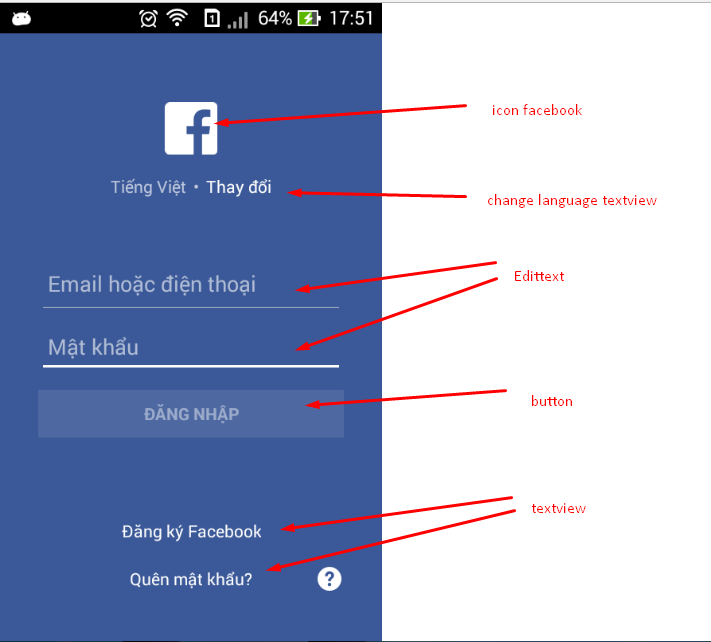 64% 17:51
icon facebook
Tiếng Việt • Thay đổi
change language textview
Email hoặc điện thoại
Edittext
Mật khẩu
ĐĂNG NHẬP
button
textview
Đăng ký Facebook
Quên mật khẩu? ?